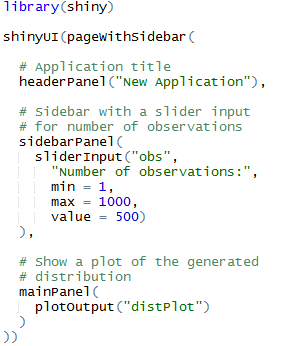 library(shiny)

shinyUI(pageWithSidebar(

  # Application title
  headerPanel("New Application"),

  # Sidebar with a slider input
  # for number of observations
  sidebarPanel(
    sliderInput("obs",
      "Number of observations:",
      min = 1,
      max = 1000,
      value = 500)
  ),

  # Show a plot of the generated
  # distribution
  mainPanel(
    plotOutput("distPlot")
  )
))